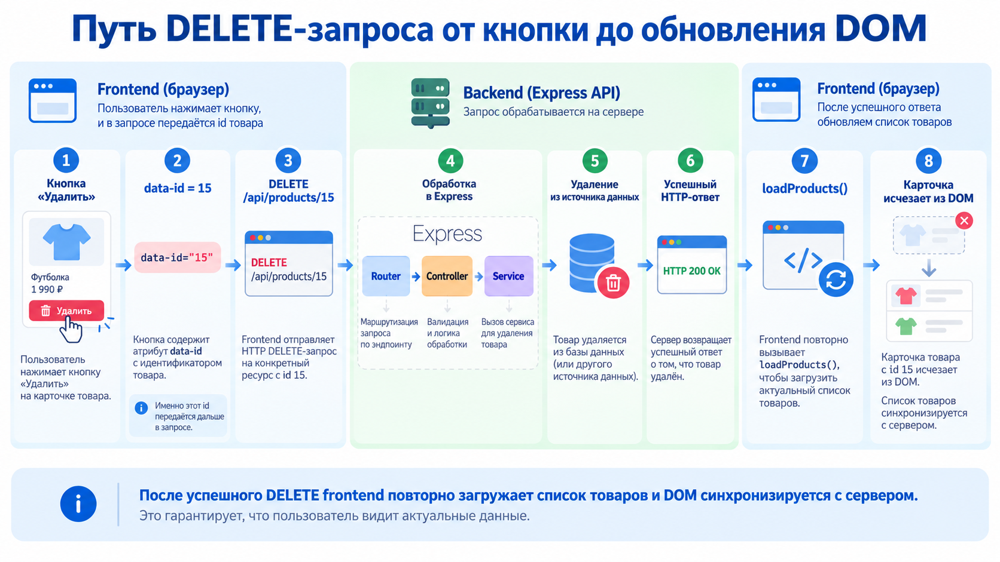 Путь DELETE-запроса от кнопки до обновления DOM
Frontend (браузер)
Пользователь нажимает кнопку,
и в запросе передаётся id товара
1
Кнопка
«Удалить»
Футболка
1 990 ₽
Удалить
Пользователь
нажимает кнопку
«Удалить»
на карточке товара.
2
data-id = 15
data-id="15"
Кнопка содержит
атрибут data-id
с идентификатором
товара.
Именно этот id
передаётся дальше
в запросе.
3
DELETE
/api/products/15
DELETE
/api/products/15
Frontend отправляет
HTTP DELETE-запрос
на конкретный
ресурс с id 15.
Backend (Express API)
Запрос обрабатывается на сервере
4
Обработка
в Express
Express
Router
Controller
Service
Маршрутизация
запроса
по эндпоинту
Валидация
и логика
обработки
Вызов сервиса
для удаления
товара
5
Удаление
из источника данных
Товар удаляется
из базы данных
(или другого
источника данных).
6
Успешный
HTTP-ответ
HTTP 200 OK
Сервер возвращает
успешный ответ
о том, что товар
удалён.
Frontend (браузер)
После успешного ответа
обновляем список товаров
7
loadProducts()
</>
Frontend повторно
вызывает
loadProducts(),
чтобы загрузить
актуальный список
товаров.
8
Карточка
исчезает из DOM
Карточка товара
с id 15 исчезает
из DOM.
Список товаров
синхронизируется
с сервером.
После успешного DELETE frontend повторно загружает список товаров и DOM синхронизируется с сервером.
Это гарантирует, что пользователь видит актуальные данные.